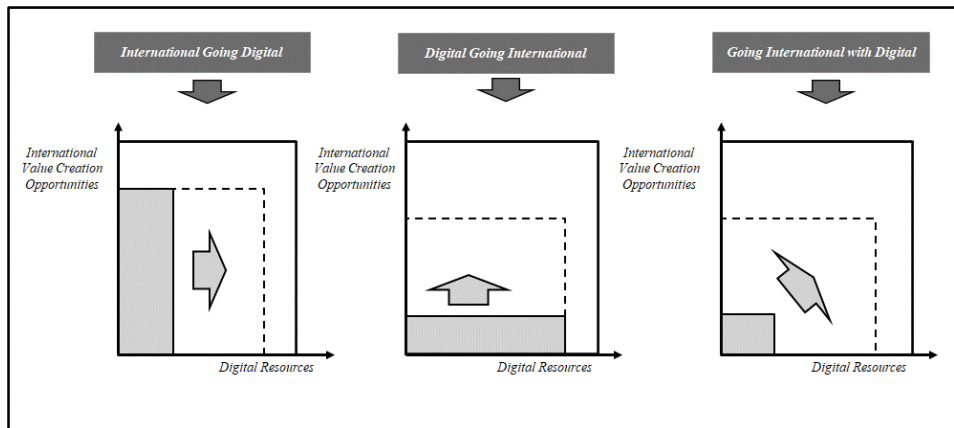 International Going Digital
Digital Going International
Going International with Digital
International
Value Creation
Opportunities
Digital Resources
International
Value Creation
Opportunities
Digital Resources
International
Value Creation
Opportunities
Digital Resources